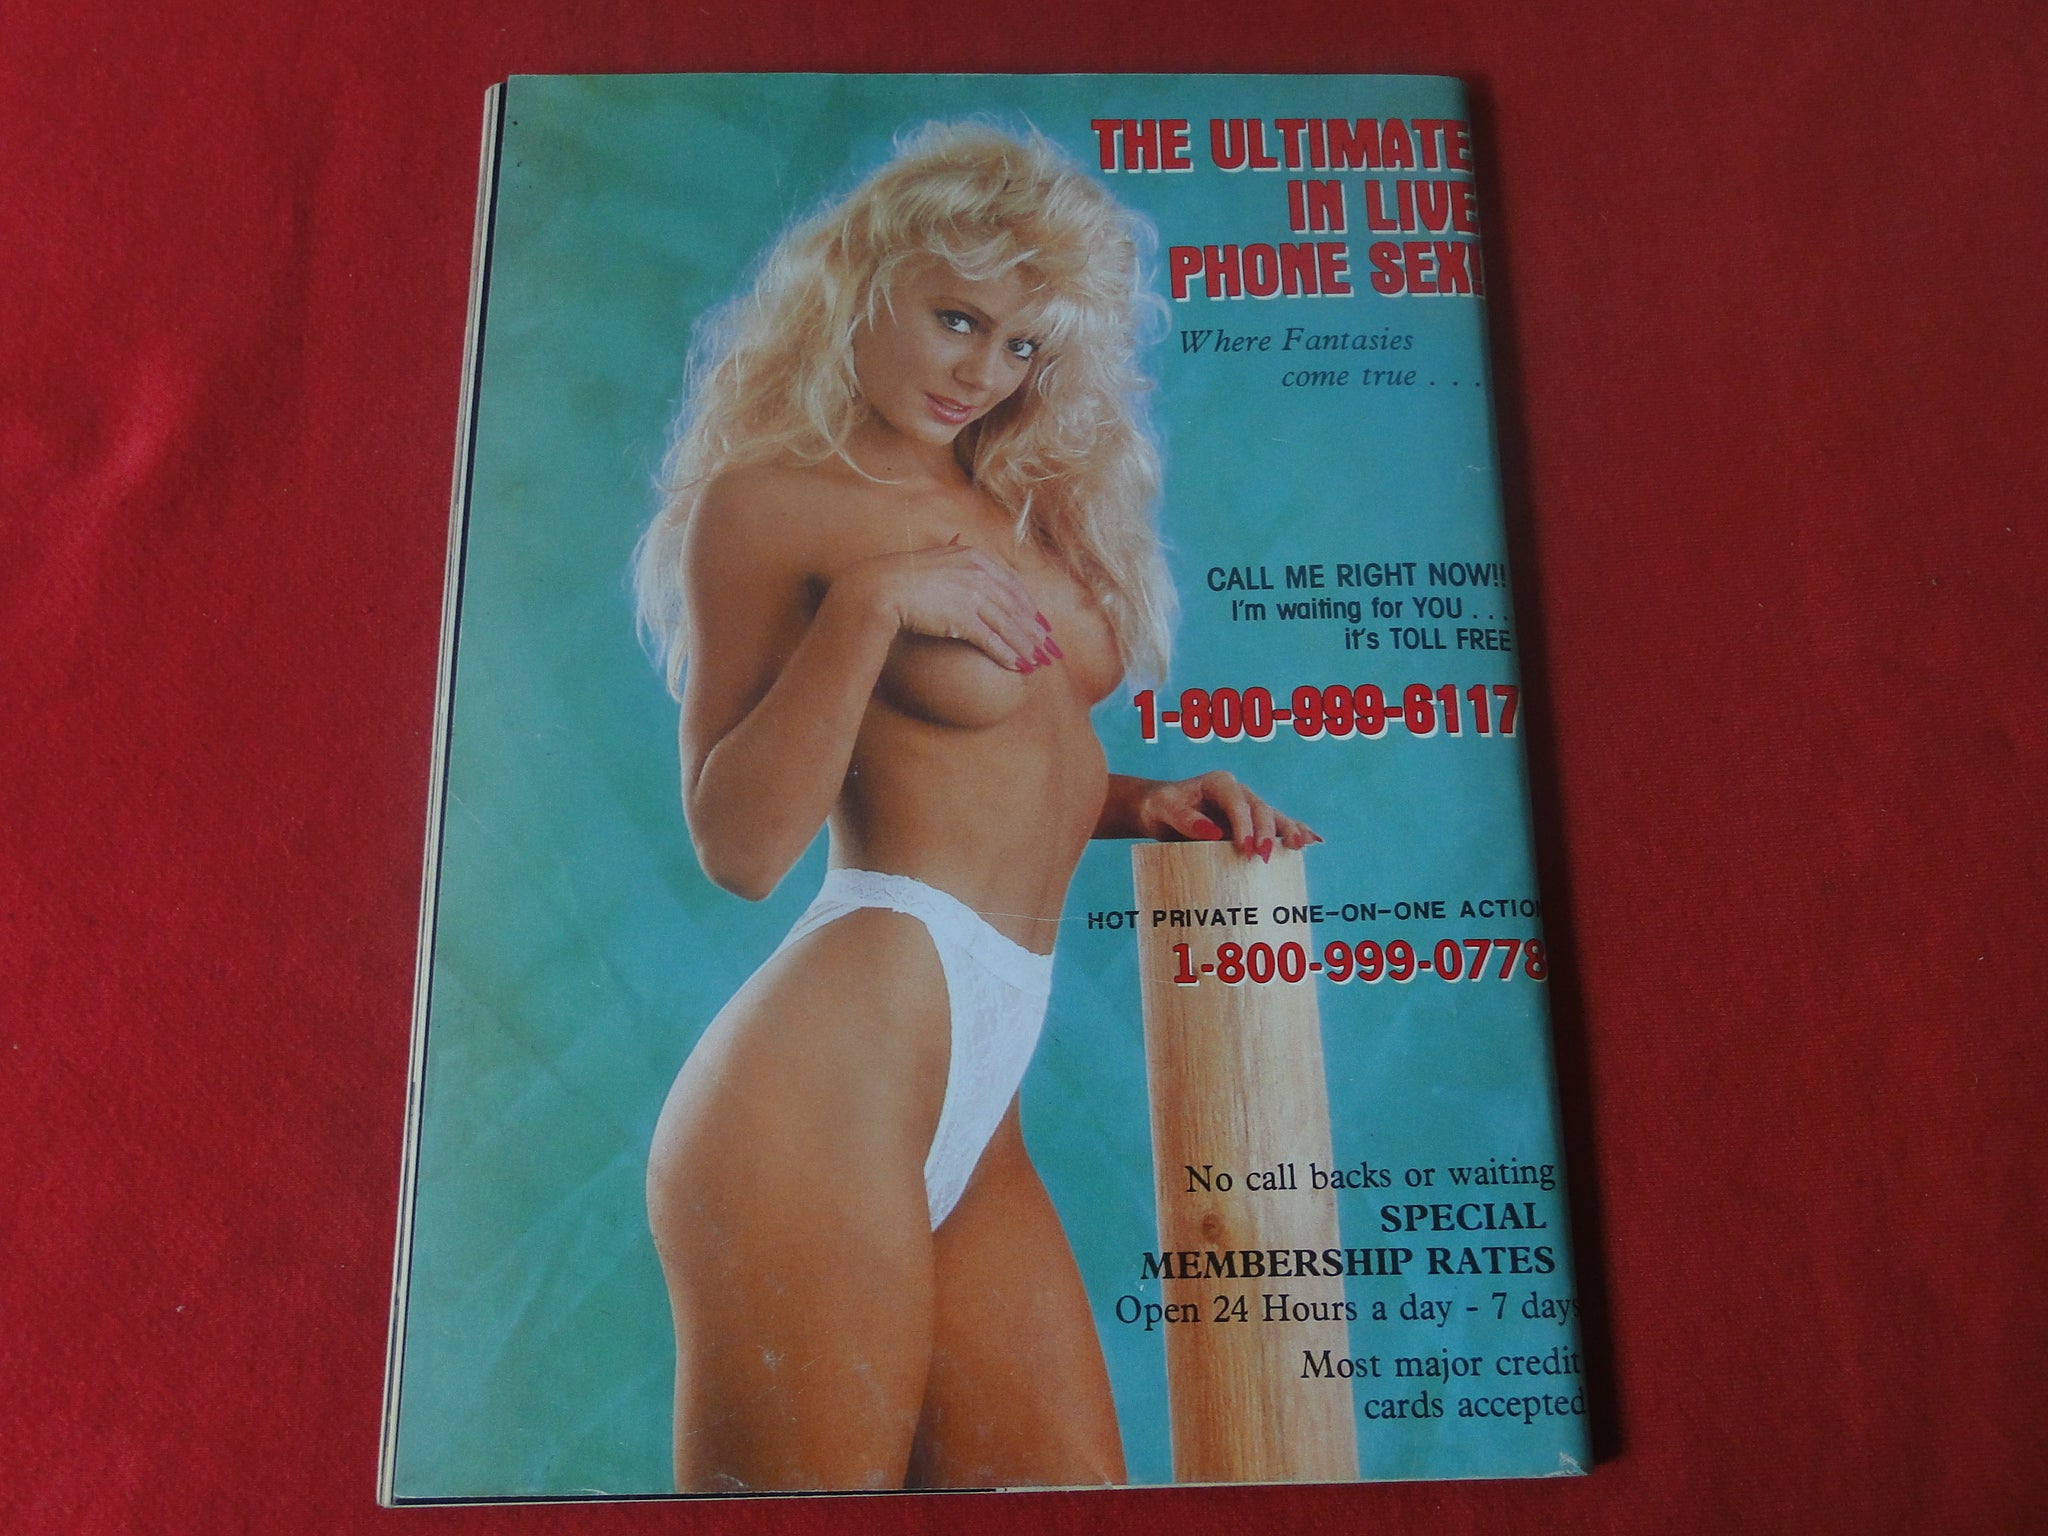 THE ULTIMATE
IN LIVE
PHONE SEX!
Where Fantasies
come true . . .
CALL ME RIGHT NOW!!
I'm waiting for YOU . . .
it's TOLL FREE
1-800-999-6117
HOT PRIVATE ONE-ON-ONE ACTION
1-800-999-0778
No call backs or waiting
SPECIAL
MEMBERSHIP RATES
Open 24 Hours a day - 7 days
Most major credit
cards accepted